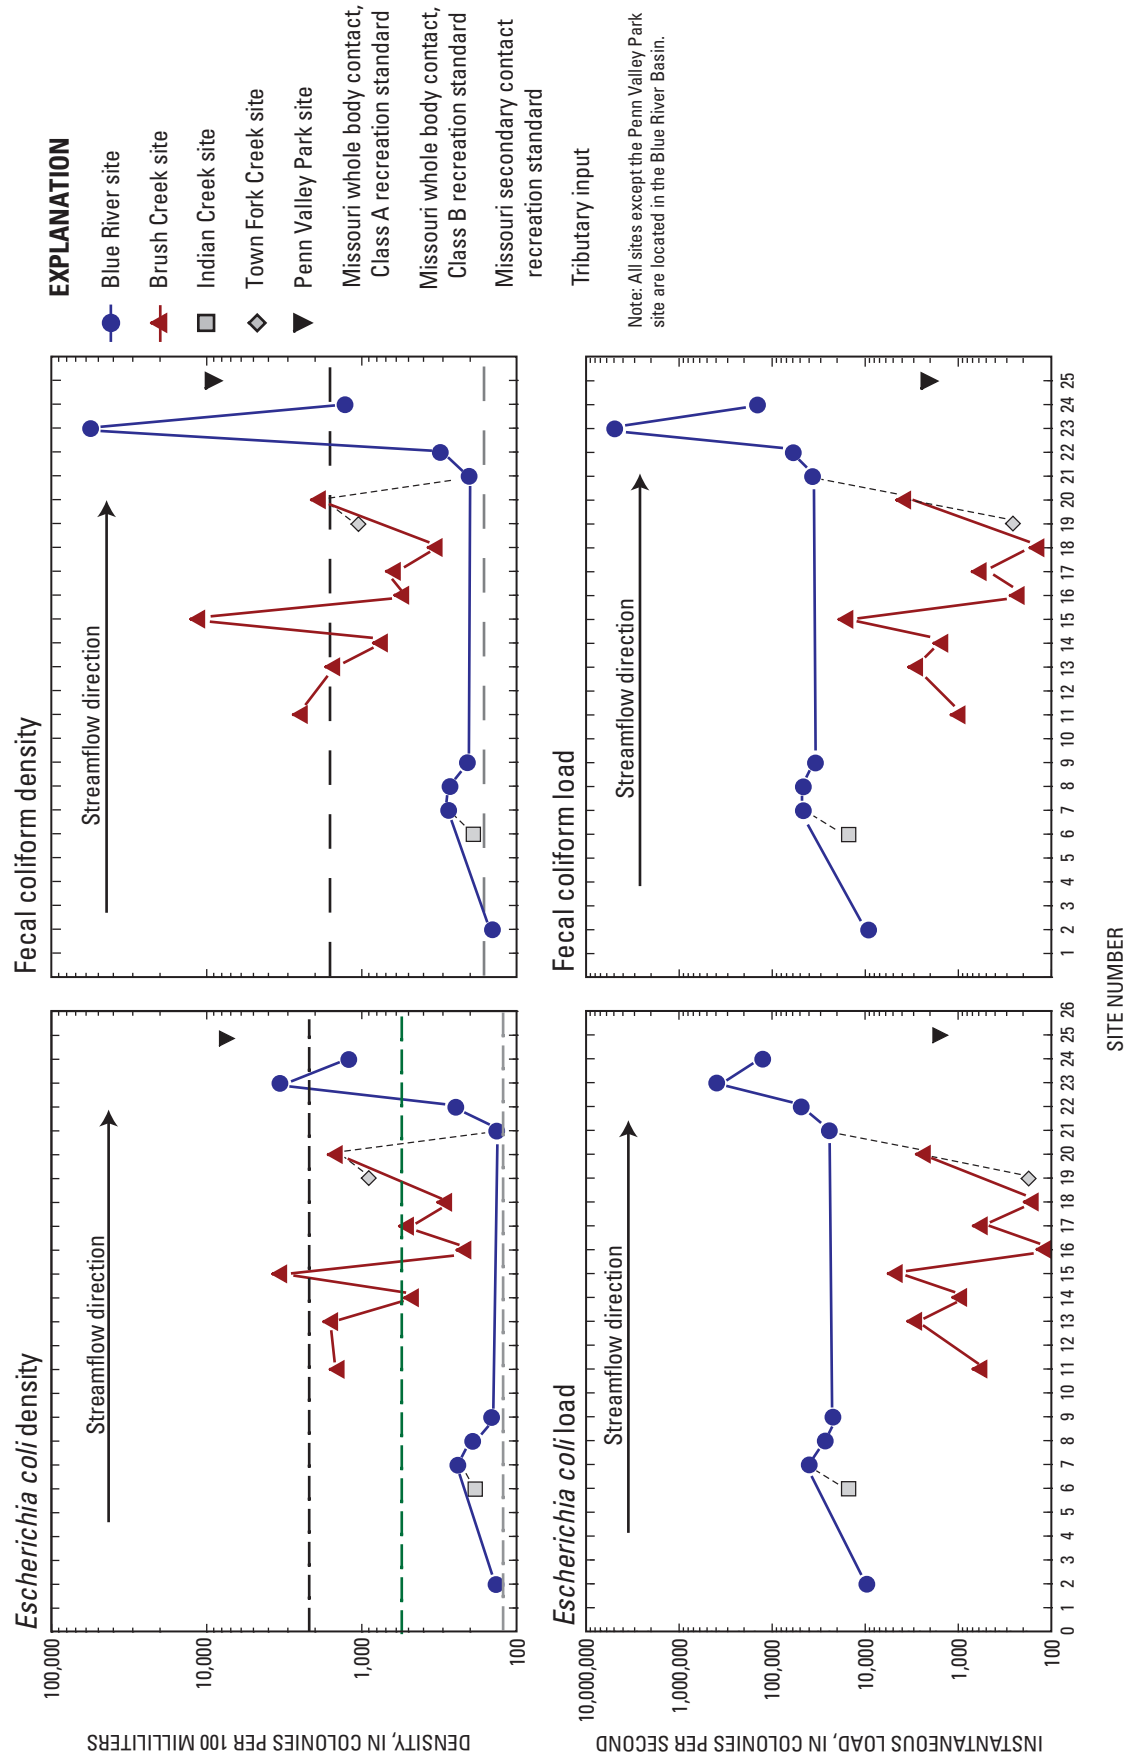 Escherichia coli density
Fecal coliform density
Streamflow direction
Streamflow direction
100,000
10,000
1,000
100
DENSITY, IN COLONIES PER 100 MILLILITERS
Escherichia coli load
Fecal coliform load
Streamflow direction
Streamflow direction
10,000,000
1,000,000
100,000
10,000
1,000
100
INSTANTANEOUS LOAD, IN COLONIES PER SECOND
0 1 2 3 4 5 6 7 8 9 10 11 12 13 14 15 16 17 18 19 20 21 22 23 24 25 26
1 2 3 4 5 6 7 8 9 10 11 12 13 14 15 16 17 18 19 20 21 22 23 24 25
SITE NUMBER
EXPLANATION
Blue River site
Brush Creek site
Indian Creek site
Town Fork Creek site
Penn Valley Park site
Missouri whole body contact,
Class A recreation standard
Missouri whole body contact,
Class B recreation standard
Missouri secondary contact
recreation standard
Tributary input
Note: All sites except the Penn Valley Park
site are located in the Blue River Basin.